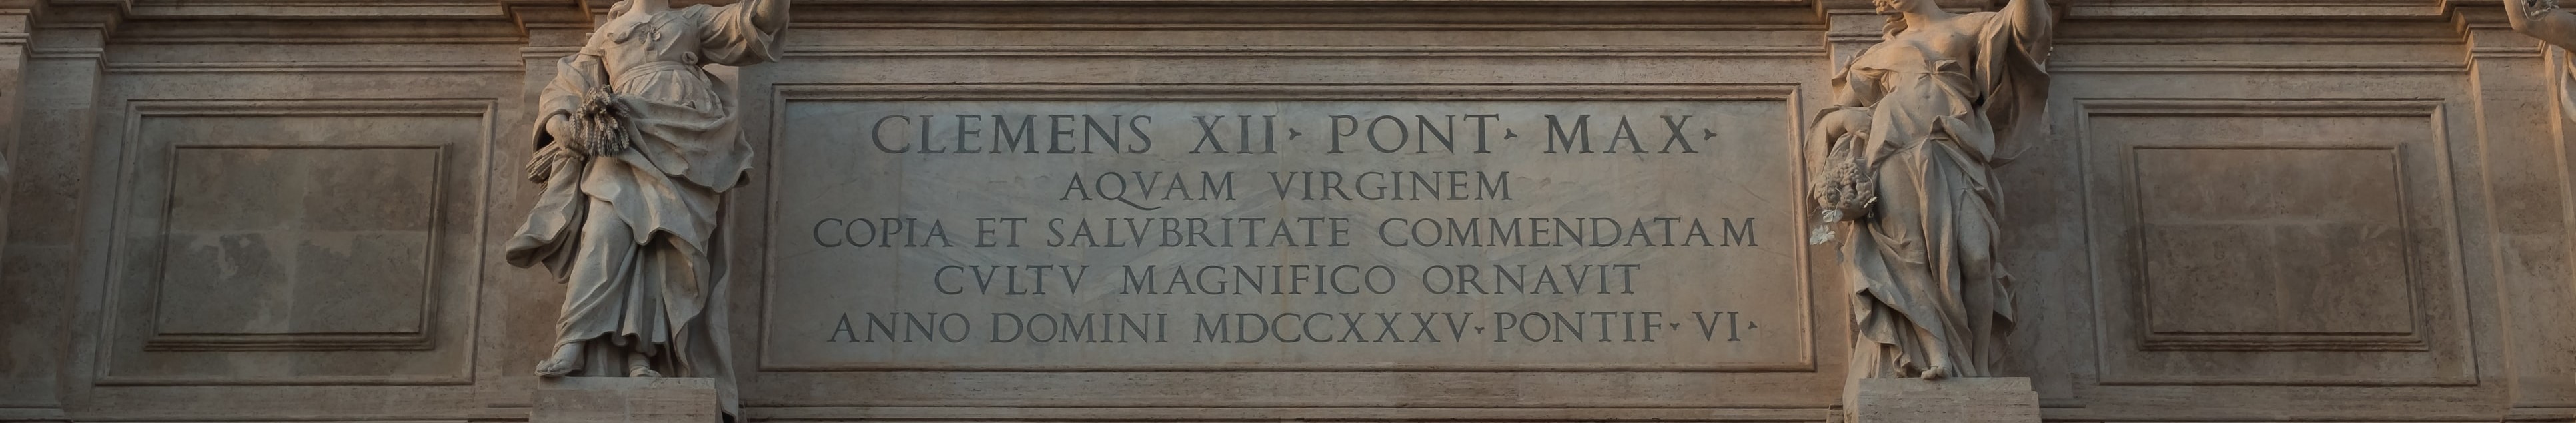 CLEMENS XII· PONT· MAX·
AQVAM VIRGINEM
COPIA ET SALVBRITATE COMMENDATAM
CVLTV MAGNIFICO ORNAVIT
ANNO DOMINI MDCCXXXV·PONTIF· VI·